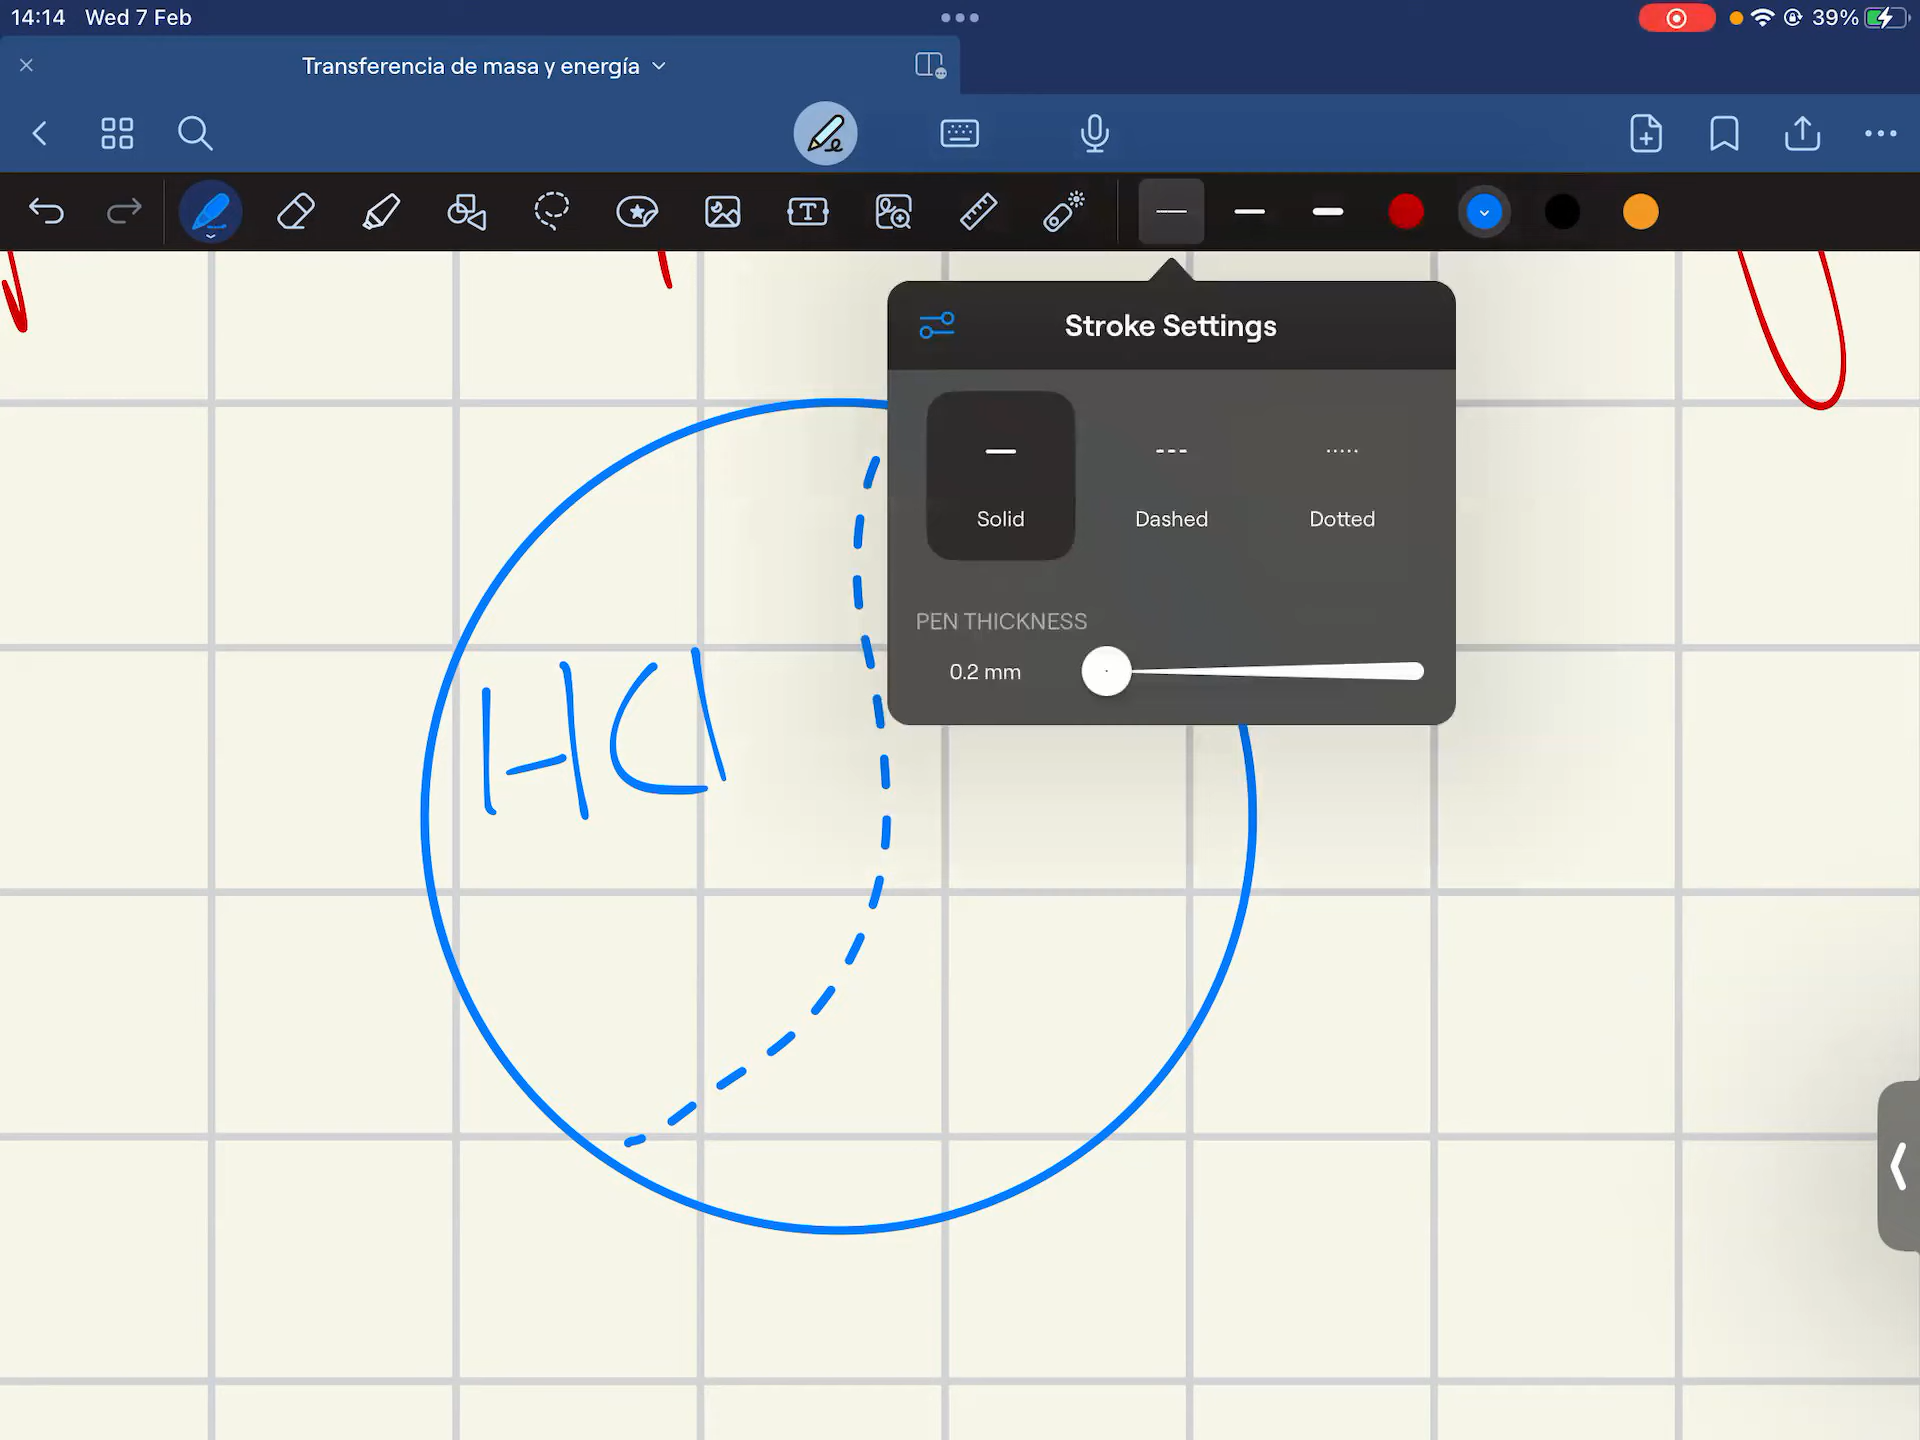 14:14 Wed 7 Feb
39%
Transferencia de masa y energía
T
Stroke Settings
Solid Dashed Dotted
PEN THICKNESS
0.2 mm
HCl